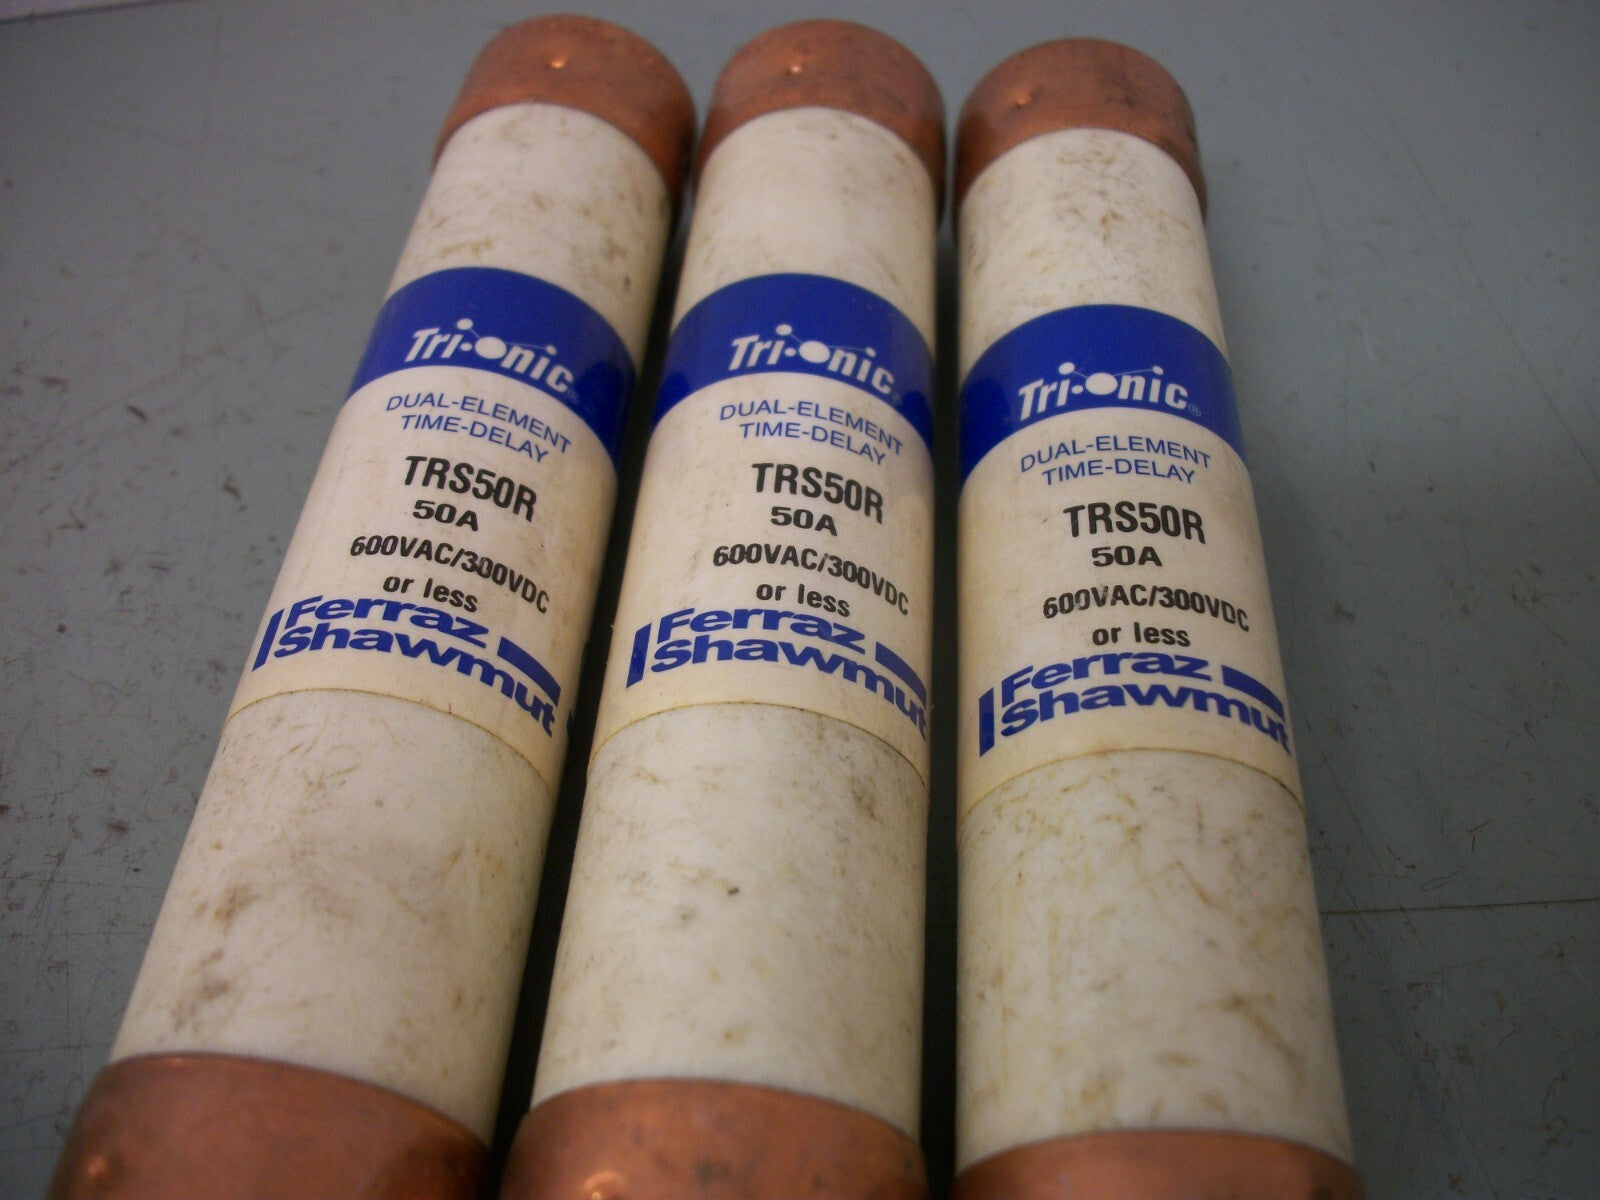 Tri-onic®
DUAL-ELEMENT
TIME-DELAY
TRS50R
50A
600VAC/300VDC
or less
Ferraz
Shawmut
Tri-onic
DUAL-ELEMENT
TIME-DELAY
TRS50R
50A
600VAC/300VDC
or less
Ferraz
Shawmut
Tri-onic®
DUAL-ELEMENT
TIME-DELAY
TRS50R
50A
600VAC/300VDC
or less
Ferraz
Shawmut